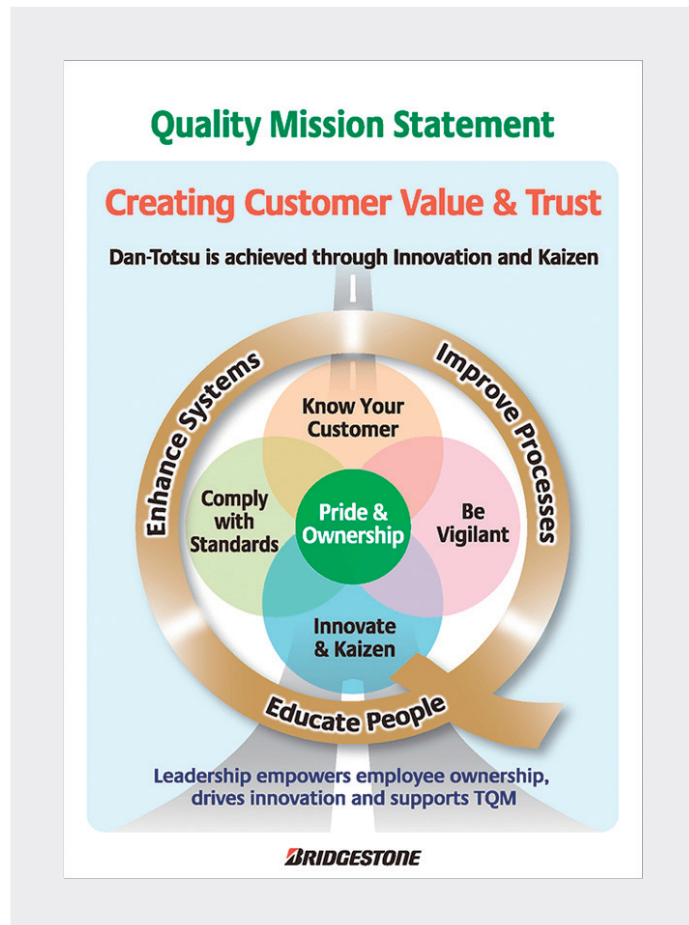 Quality Mission Statement
Creating Customer Value & Trust
Dan-Totsu is achieved through Innovation and Kaizen
Enhance Systems
Improve Processes
Know Your
Customer
Comply
with
Standards
Pride &
Ownership
Be
Vigilant
Innovate
& Kaizen
Educate People
Leadership empowers employee ownership,
drives innovation and supports TQM
BRIDGESTONE